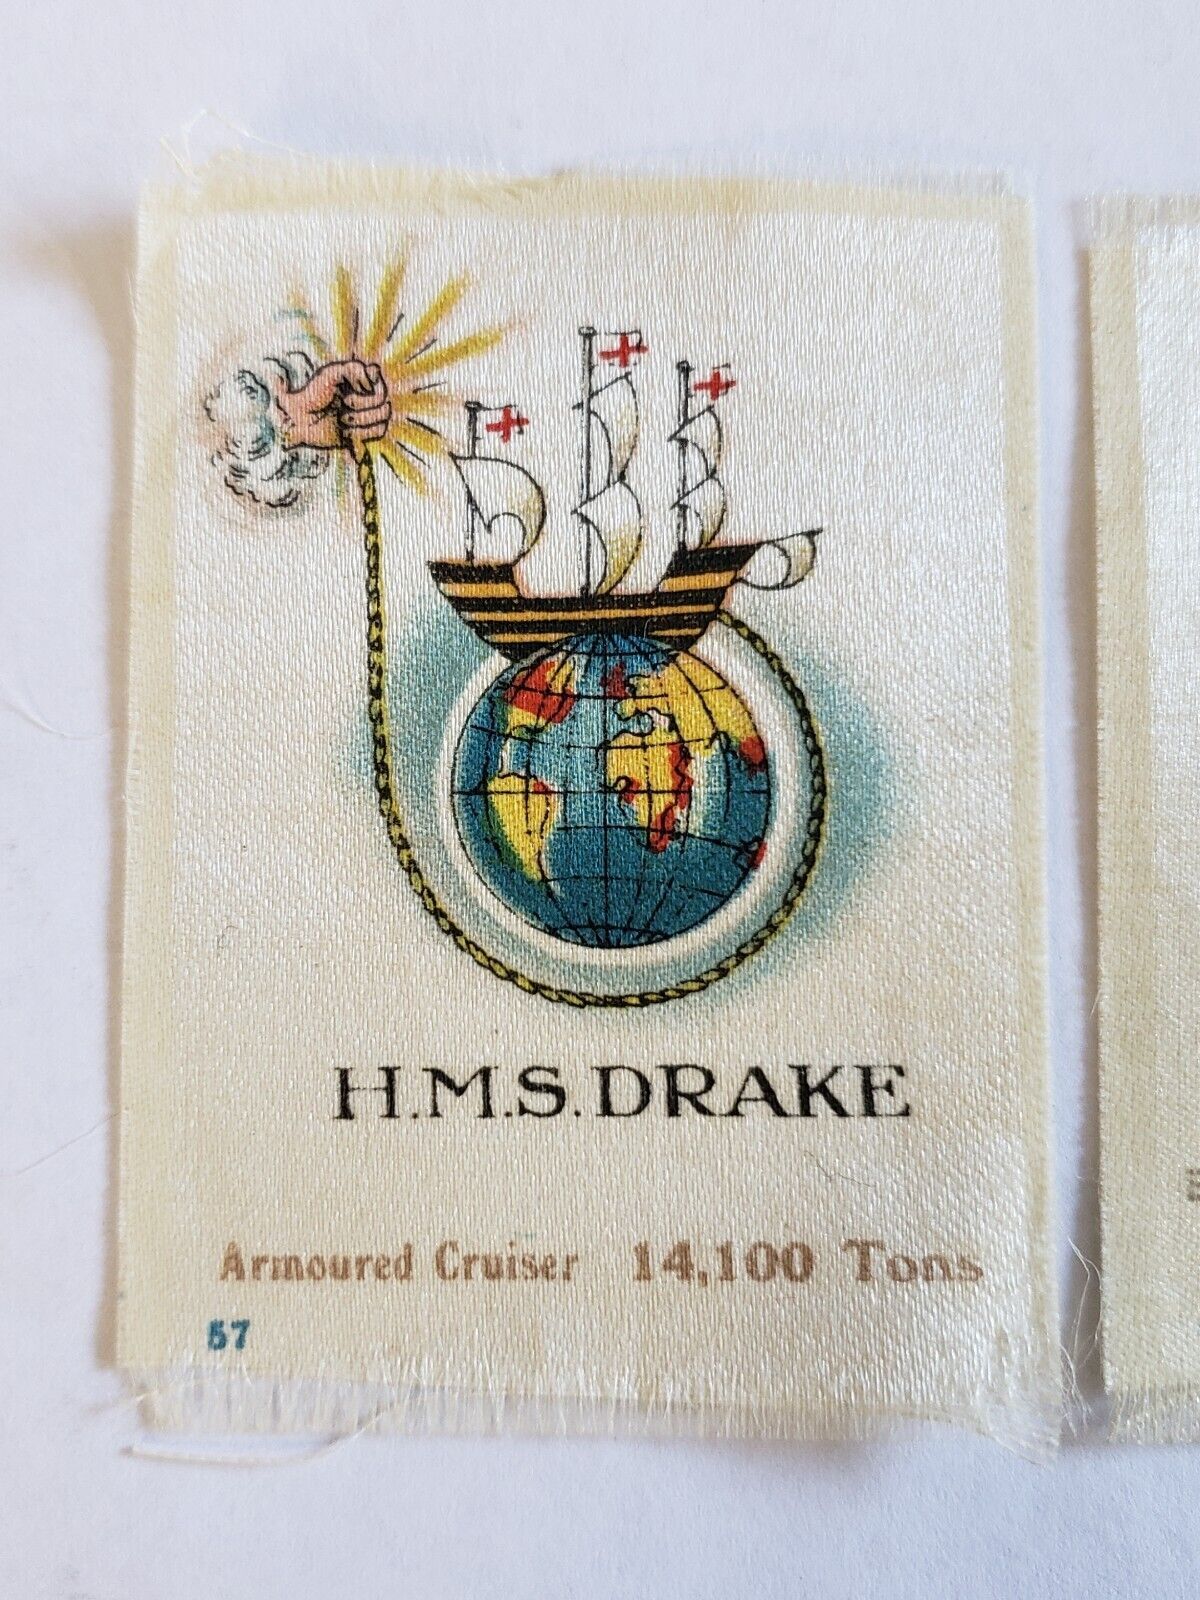 H.M.S. DRAKE
Armoured Cruiser 14,100 Tons
57